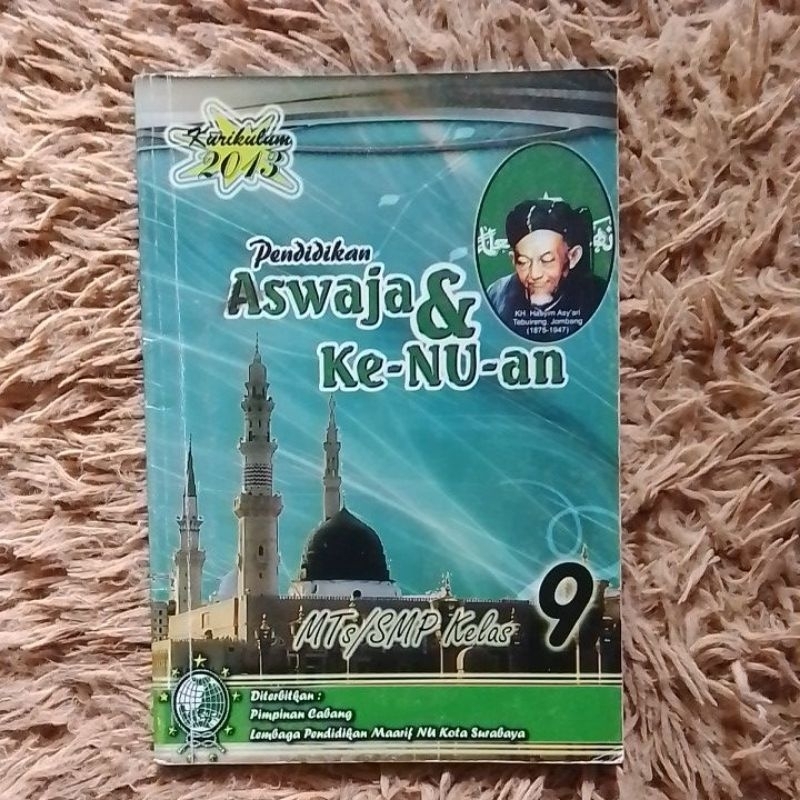 Kurikulum
2013
Pendidikan
Aswaja &
Ke-NU-an
KH. Hasyim Asy'ari
Tebuireng, Jombang
(1875-1947)
MTs/SMP Kelas 9
Diterbitkan :
Pimpinan Cabang
Lembaga Pendidikan Maarif NU Kota Surabaya